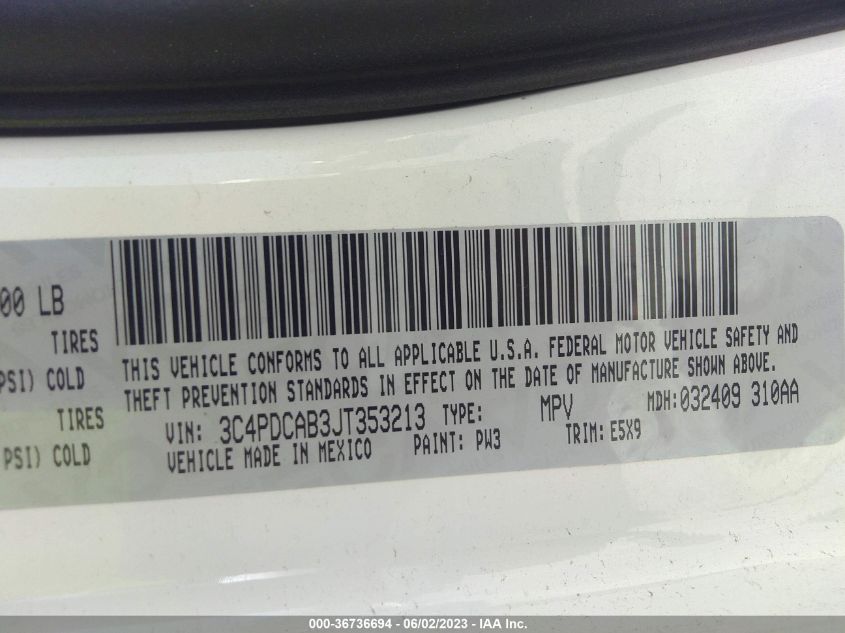 00 LB
TIRES
PSI) COLD
TIRES
PSI) COLD
THIS VEHICLE CONFORMS TO ALL APPLICABLE U.S.A. FEDERAL MOTOR VEHICLE SAFETY AND
THEFT PREVENTION STANDARDS IN EFFECT ON THE DATE OF MANUFACTURE SHOWN ABOVE.
VIN: 3C4PDCAB3JT353213 TYPE: MPV MDH:032409 310AA
VEHICLE MADE IN MEXICO PAINT: PW3 TRIM: E5X9
000-36736694 - 06/02/2023 - IAA Inc.